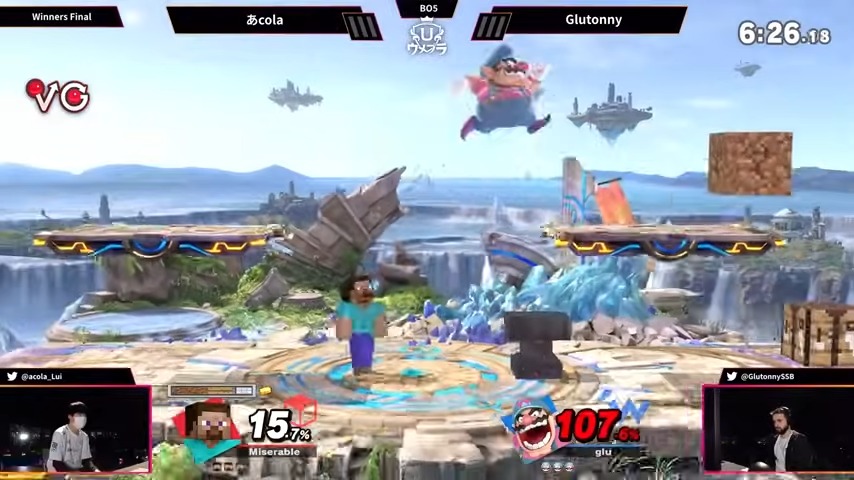 Winners Final
あcola
BO5
Glutonny
U
ウメブラ
6:26.18
VG
@acola_Lui
@GlutonnySSB
15.7%
107.6%
Miserable
glu